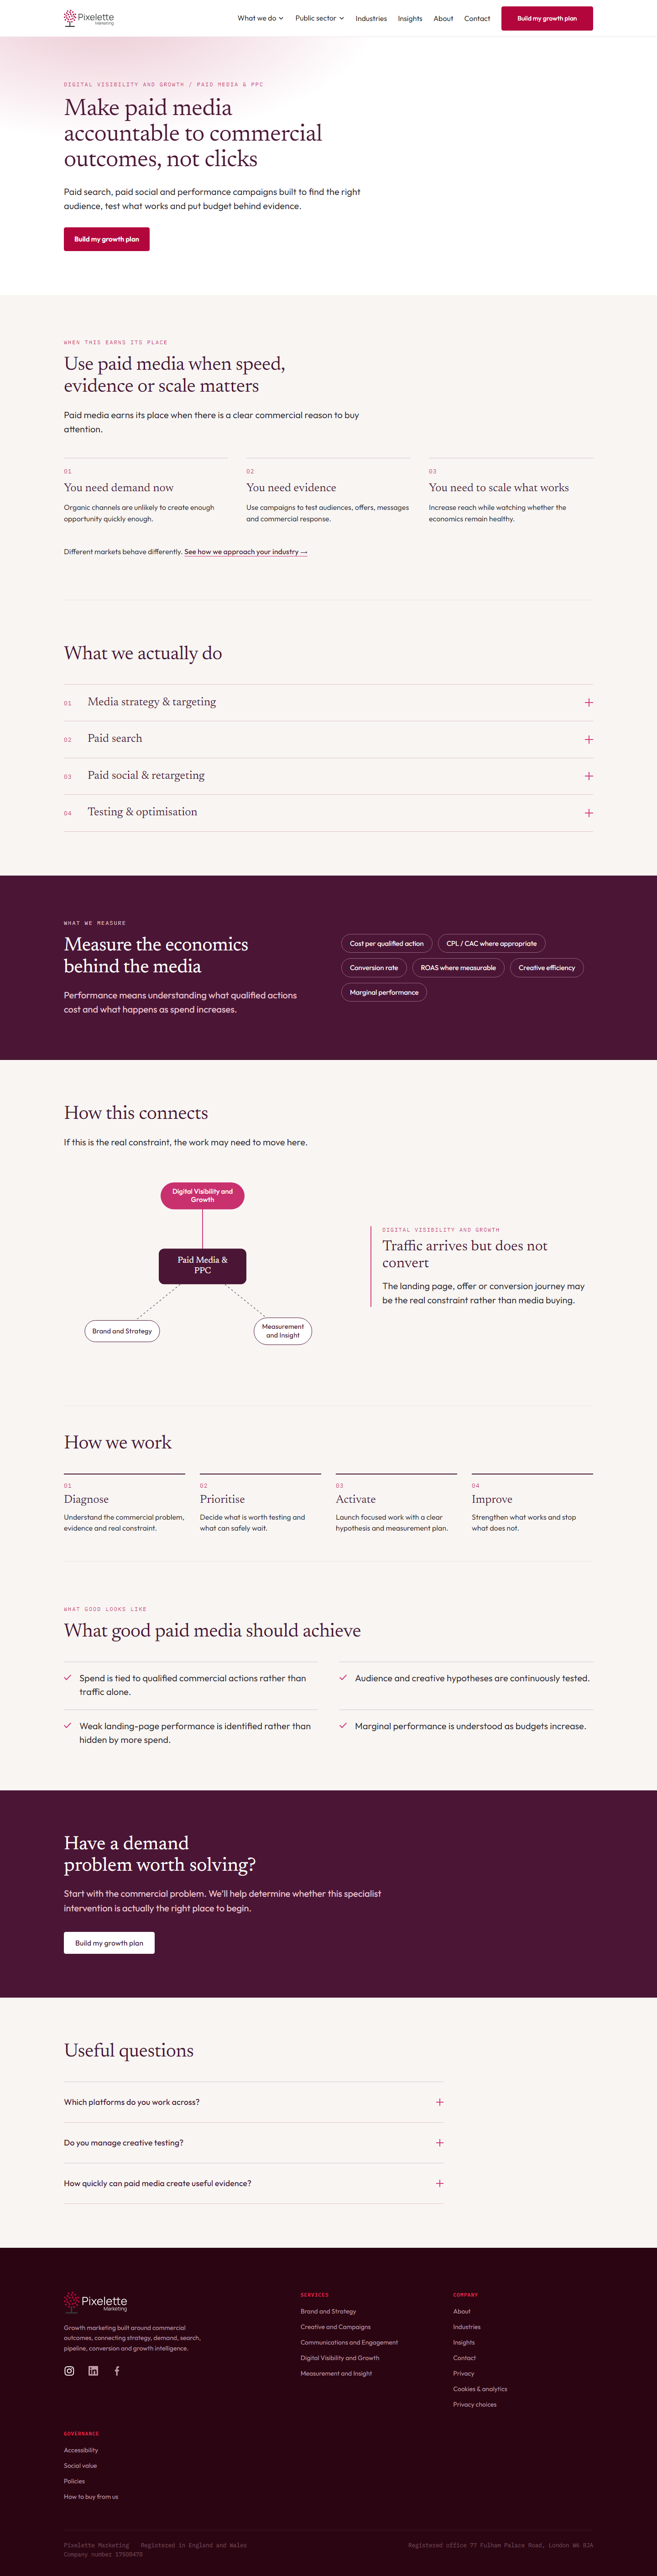 Pixelette
Marketing
What we do
Public sector
Industries
Insights
About
Contact
Build my growth plan
DIGITAL VISIBILITY AND GROWTH / PAID MEDIA & PPC
Make paid media
accountable to commercial
outcomes, not clicks
Paid search, paid social and performance campaigns built to find the right
audience, test what works and put budget behind evidence.
Build my growth plan
WHEN THIS EARNS ITS PLACE
Use paid media when speed,
evidence or scale matters
Paid media earns its place when there is a clear commercial reason to buy
attention.
01
You need demand now
Organic channels are unlikely to create enough
opportunity quickly enough.
02
You need evidence
Use campaigns to test audiences, offers, messages
and commercial response.
03
You need to scale what works
Increase reach while watching whether the
economics remain healthy.
Different markets behave differently. See how we approach your industry →
What we actually do
01 Media strategy & targeting
02 Paid search
03 Paid social & retargeting
04 Testing & optimisation
WHAT WE MEASURE
Measure the economics
behind the media
Performance means understanding what qualified actions
cost and what happens as spend increases.
Cost per qualified action
CPL / CAC where appropriate
Conversion rate
ROAS where measurable
Creative efficiency
Marginal performance
How this connects
If this is the real constraint, the work may need to move here.
Digital Visibility and
Growth
Paid Media &
PPC
Brand and Strategy
Measurement
and Insight
DIGITAL VISIBILITY AND GROWTH
Traffic arrives but does not
convert
The landing page, offer or conversion journey may
be the real constraint rather than media buying.
How we work
01
Diagnose
Understand the commercial problem,
evidence and real constraint.
02
Prioritise
Decide what is worth testing and
what can safely wait.
03
Activate
Launch focused work with a clear
hypothesis and measurement plan.
04
Improve
Strengthen what works and stop
what does not.
WHAT GOOD LOOKS LIKE
What good paid media should achieve
Spend is tied to qualified commercial actions rather than
traffic alone.
Audience and creative hypotheses are continuously tested.
Weak landing-page performance is identified rather than
hidden by more spend.
Marginal performance is understood as budgets increase.
Have a demand
problem worth solving?
Start with the commercial problem. We'll help determine whether this specialist
intervention is actually the right place to begin.
Build my growth plan
Useful questions
Which platforms do you work across?
Do you manage creative testing?
How quickly can paid media create useful evidence?
Pixelette
Marketing
Growth marketing built around commercial
outcomes, connecting strategy, demand, search,
pipeline, conversion and growth intelligence.
SERVICES
Brand and Strategy
Creative and Campaigns
Communications and Engagement
Digital Visibility and Growth
Measurement and Insight
COMPANY
About
Industries
Insights
Contact
Privacy
Cookies & analytics
Privacy choices
GOVERNANCE
Accessibility
Social value
Policies
How to buy from us
Pixelette Marketing Registered in England and Wales
Company number 17508478
Registered office 77 Fulham Palace Road, London W6 8JA